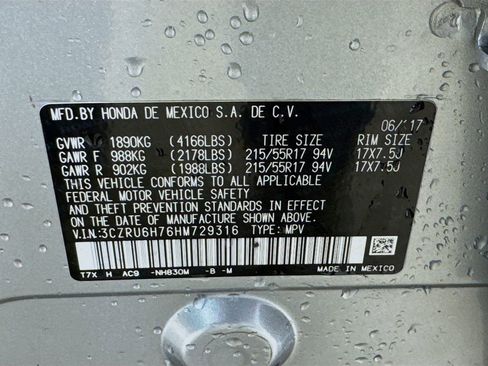 MFD.BY HONDA DE MEXICO S.A. DE C.V.
06/'17
GVWR 1890KG (4166LBS) TIRE SIZE RIM SIZE
GAWR F 988KG (2178LBS) 215/55R17 94V 17X7.5J
GAWR R 902KG (1988LBS) 215/55R17 94V 17X7.5J
THIS VEHICLE CONFORMS TO ALL APPLICABLE
FEDERAL MOTOR VEHICLE SAFETY, BUMPER,
AND THEFT PREVENTION STANDARDS IN EFFECT
ON THE DATE OF MANUFACTURE SHOWN ABOVE.
V.I.N:3CZRU6H76HM729316 TYPE: MPV
T7X H AC9 -NH830M -B -M
MADE IN MEXICO